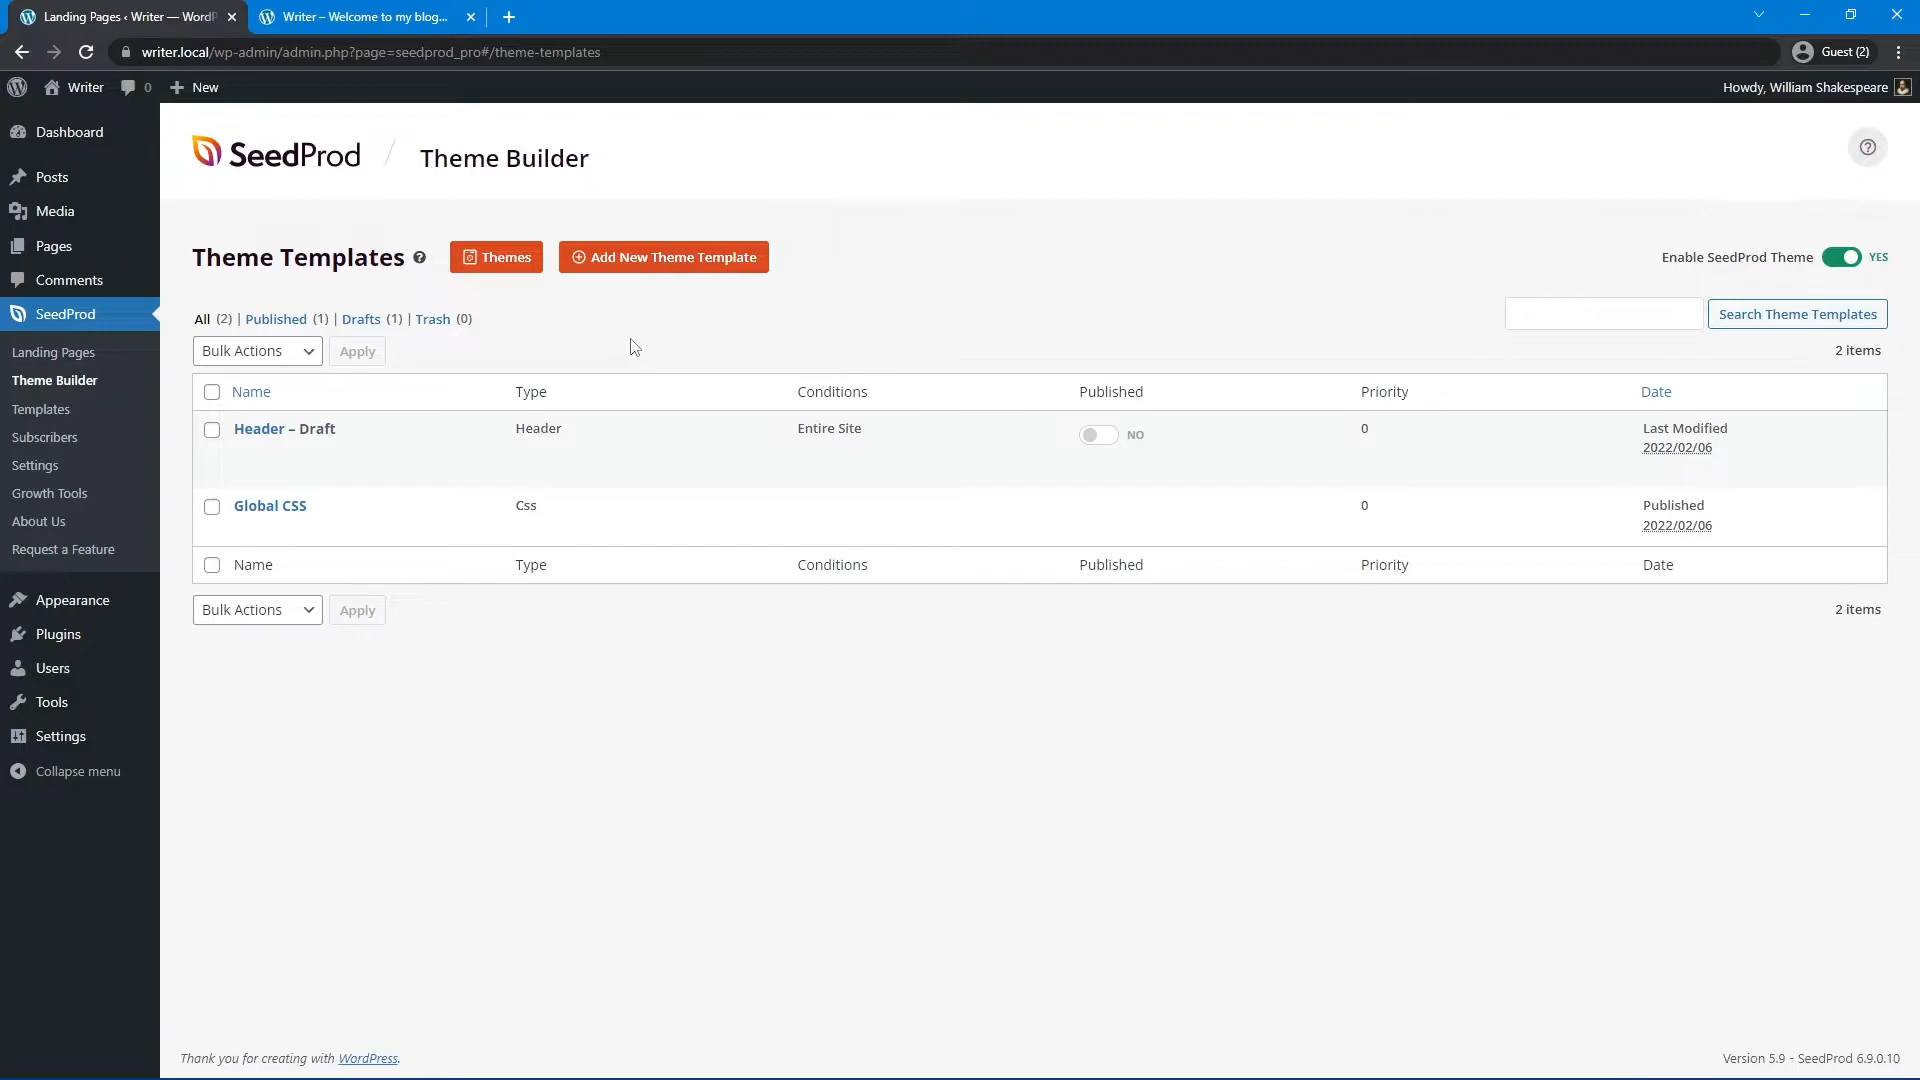 Landing Pages ‹ Writer — WordP
Writer – Welcome to my blog...
writer.local/wp-admin/admin.php?page=seedprod_pro#/theme-templates
Guest (2)
Writer
0
New
Howdy, William Shakespeare
Dashboard
Posts
Media
Pages
Comments
SeedProd
Landing Pages
Theme Builder
Templates
Subscribers
Settings
Growth Tools
About Us
Request a Feature
Appearance
Plugins
Users
Tools
Settings
Collapse menu
SeedProd / Theme Builder
Theme Templates
Themes
Add New Theme Template
Enable SeedProd Theme YES
All (2) | Published (1) | Drafts (1) | Trash (0)
Search Theme Templates
Bulk Actions Apply
2 items
Name Type Conditions Published Priority Date
Header – Draft Header Entire Site NO 0 Last Modified
2022/02/06
Global CSS Css 0 Published
2022/02/06
Name Type Conditions Published Priority Date
Bulk Actions Apply
2 items
Thank you for creating with WordPress.
Version 5.9 - SeedProd 6.9.0.10